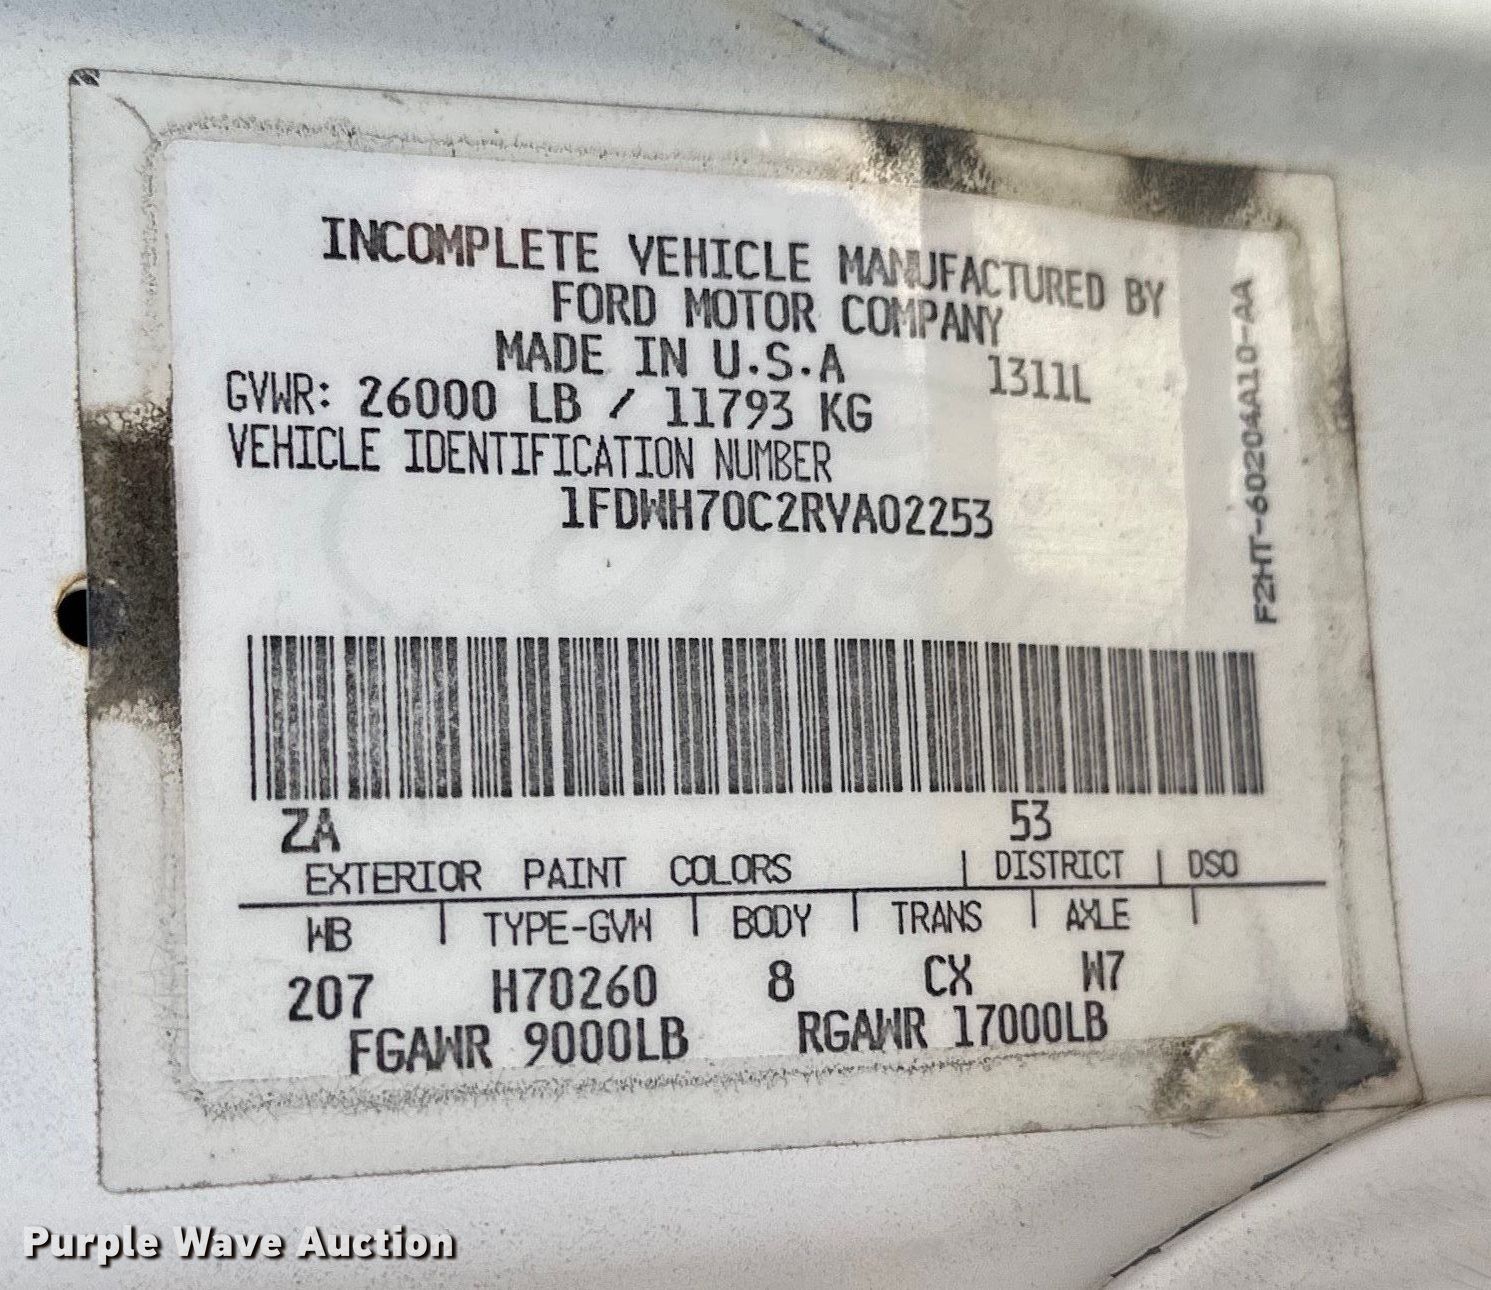 INCOMPLETE VEHICLE MANUFACTURED BY
FORD MOTOR COMPANY
MADE IN U.S.A 1311L
GVWR: 26000 LB / 11793 KG
VEHICLE IDENTIFICATION NUMBER
1FDWH70C2RVA02253
F2HT-60204A10-AA
ZA 53
EXTERIOR PAINT COLORS | DISTRICT | DSO
WB | TYPE-GVW | BODY | TRANS | AXLE |
207 H70260 8 CX W7
FGAWR 9000LB RGAWR 17000LB
Purple Wave Auction